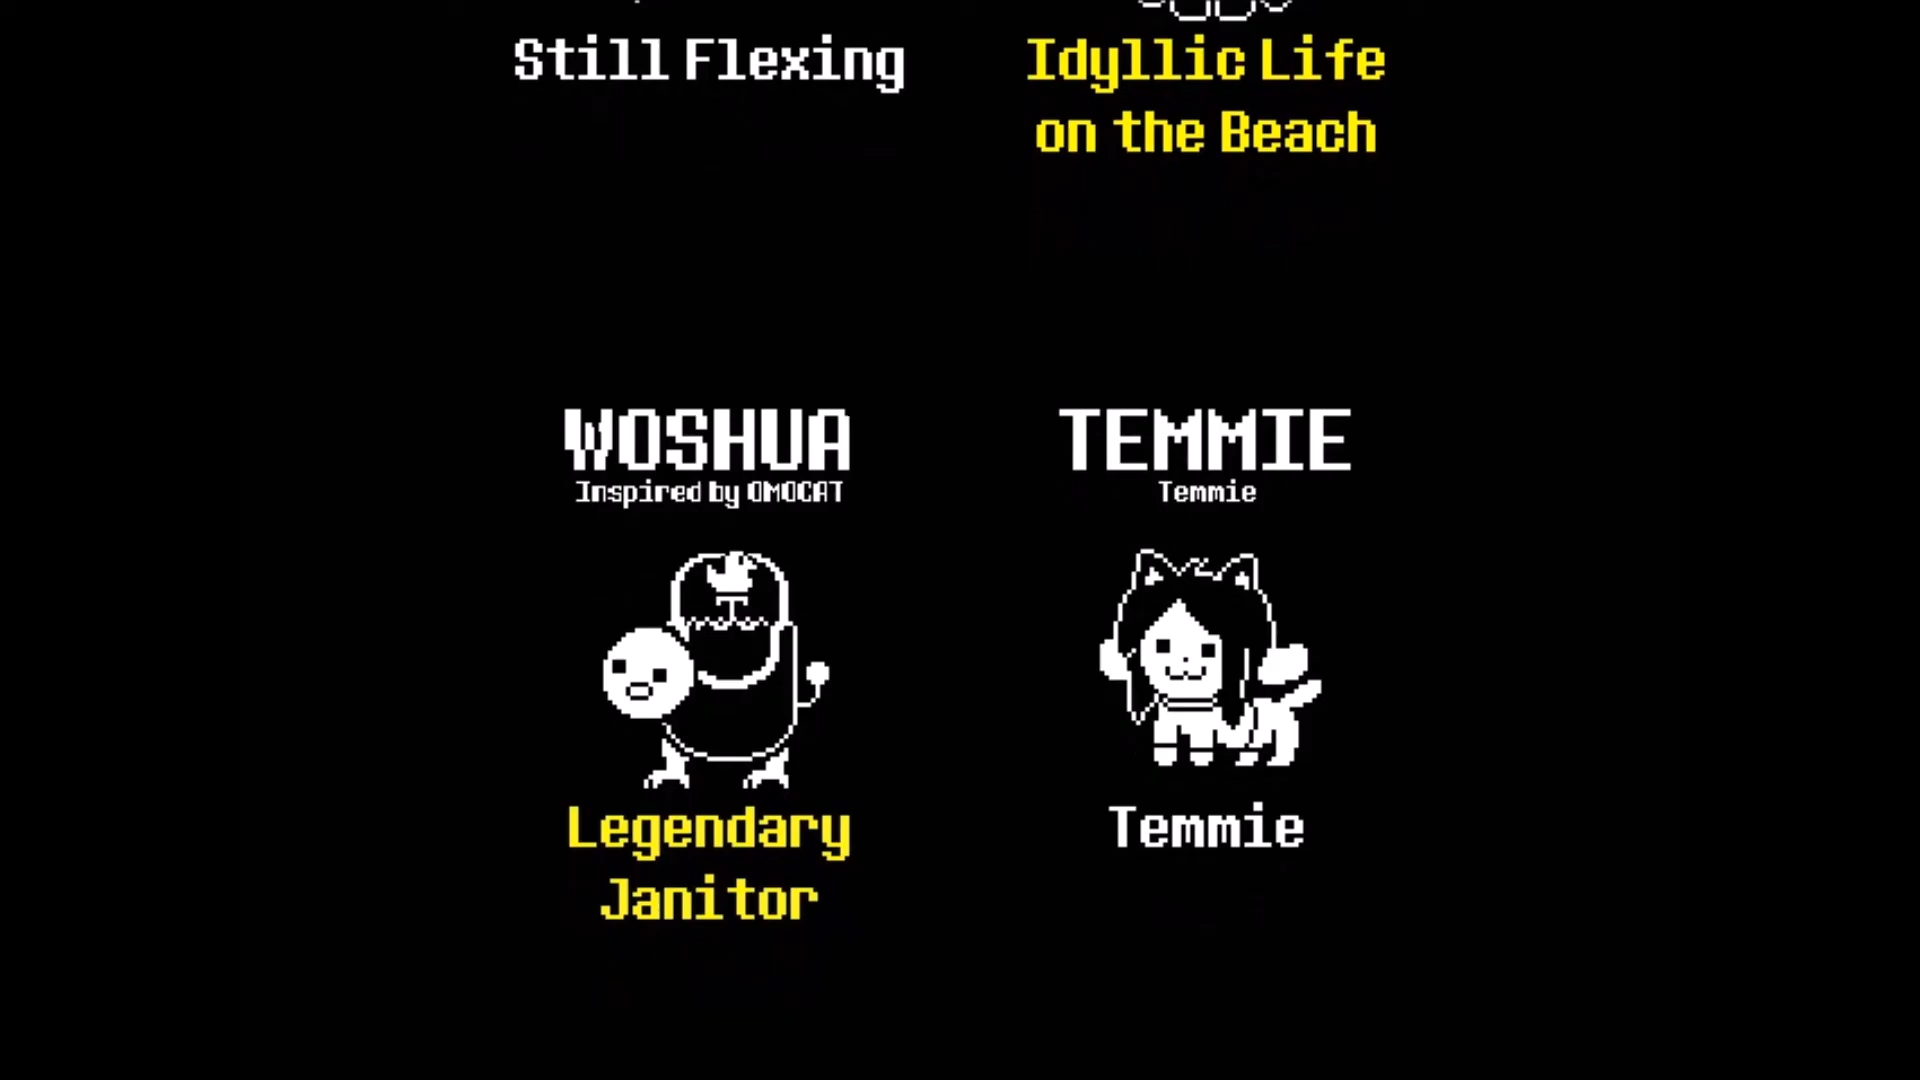 Still Flexing
Idyllic Life
on the Beach
WOSHUA
Inspired by OMOCAT
Legendary
Janitor
TEMMIE
Temmie
Temmie